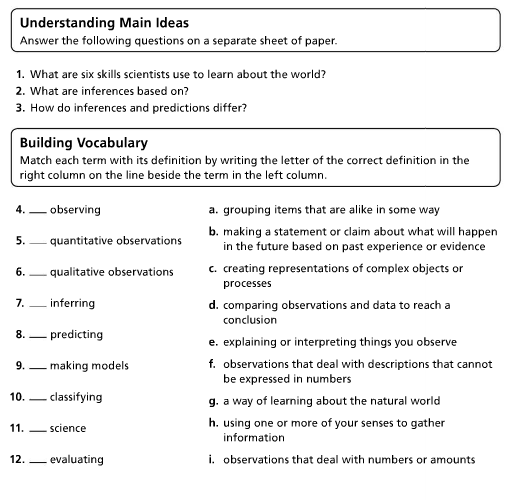 Understanding Main Ideas
Answer the following questions on a separate sheet of paper.
1. What are six skills scientists use to learn about the world?
2. What are inferences based on?
3. How do inferences and predictions differ?
Building Vocabulary
Match each term with its definition by writing the letter of the correct definition in the
right column on the line beside the term in the left column.
4. ___ observing
5. ___ quantitative observations
6. ___ qualitative observations
7. ___ inferring
8. ___ predicting
9. ___ making models
10. ___ classifying
11. ___ science
12. ___ evaluating
a. grouping items that are alike in some way
b. making a statement or claim about what will happen
in the future based on past experience or evidence
c. creating representations of complex objects or
processes
d. comparing observations and data to reach a
conclusion
e. explaining or interpreting things you observe
f. observations that deal with descriptions that cannot
be expressed in numbers
g. a way of learning about the natural world
h. using one or more of your senses to gather
information
i. observations that deal with numbers or amounts